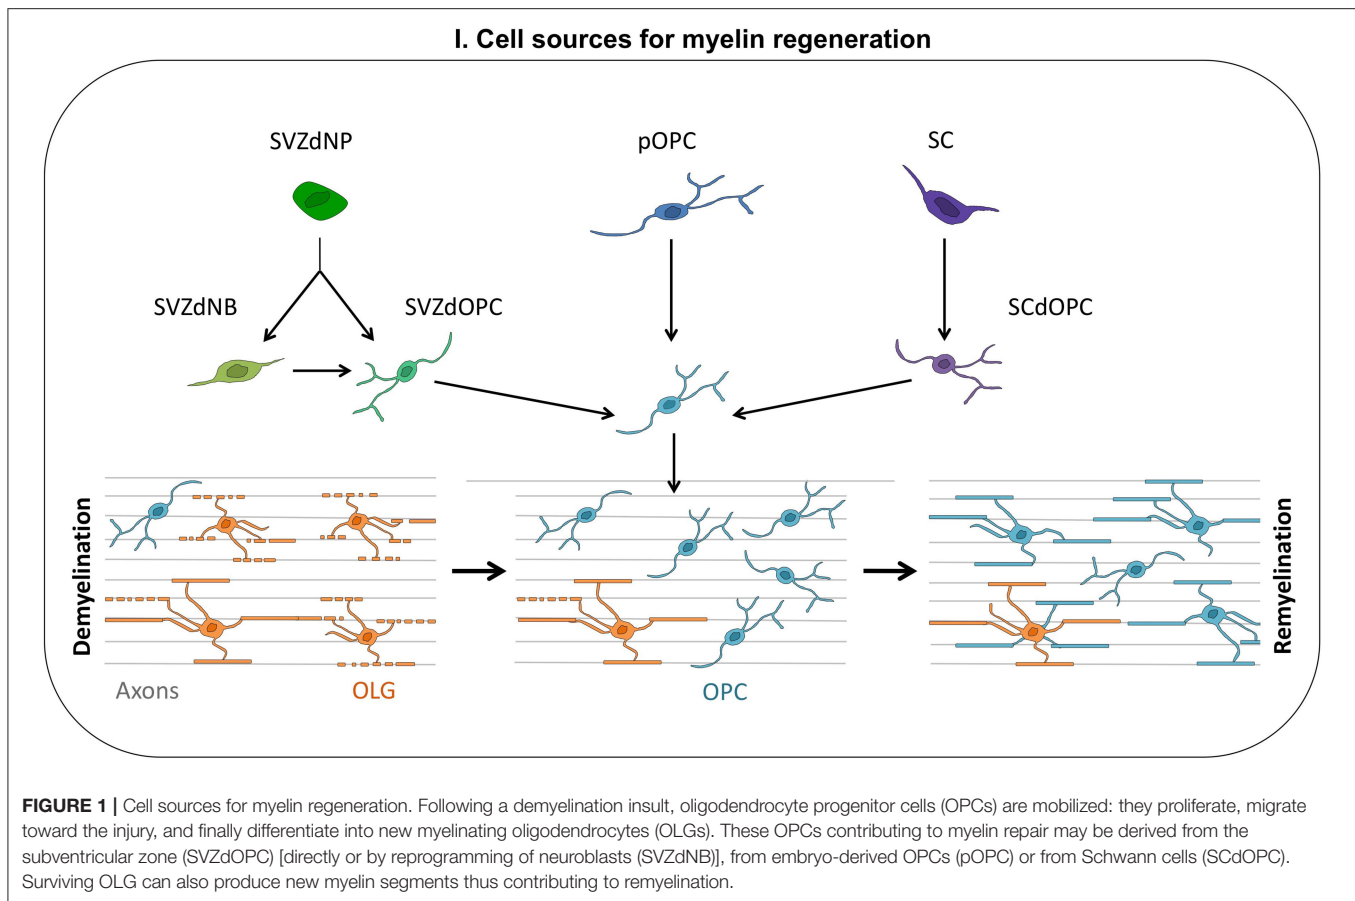 I. Cell sources for myelin regeneration
SVZdNP
pOPC
SC
SVZdNB
SVZdOPC
SCdOPC
Demyelination
Remyelination
Axons
OLG
OPC
FIGURE 1 | Cell sources for myelin regeneration. Following a demyelination insult, oligodendrocyte progenitor cells (OPCs) are mobilized: they proliferate, migrate
toward the injury, and finally differentiate into new myelinating oligodendrocytes (OLGs). These OPCs contributing to myelin repair may be derived from the
subventricular zone (SVZdOPC) [directly or by reprogramming of neuroblasts (SVZdNB)], from embryo-derived OPCs (pOPC) or from Schwann cells (SCdOPC).
Surviving OLG can also produce new myelin segments thus contributing to remyelination.